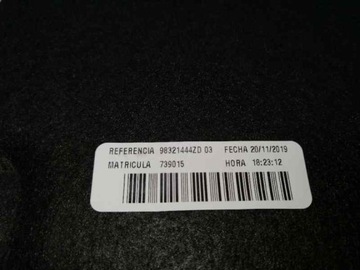 REFERENCIA 98321444ZD 03 FECHA 20/11/2019
MATRICULA 739015 HORA 18:23:12